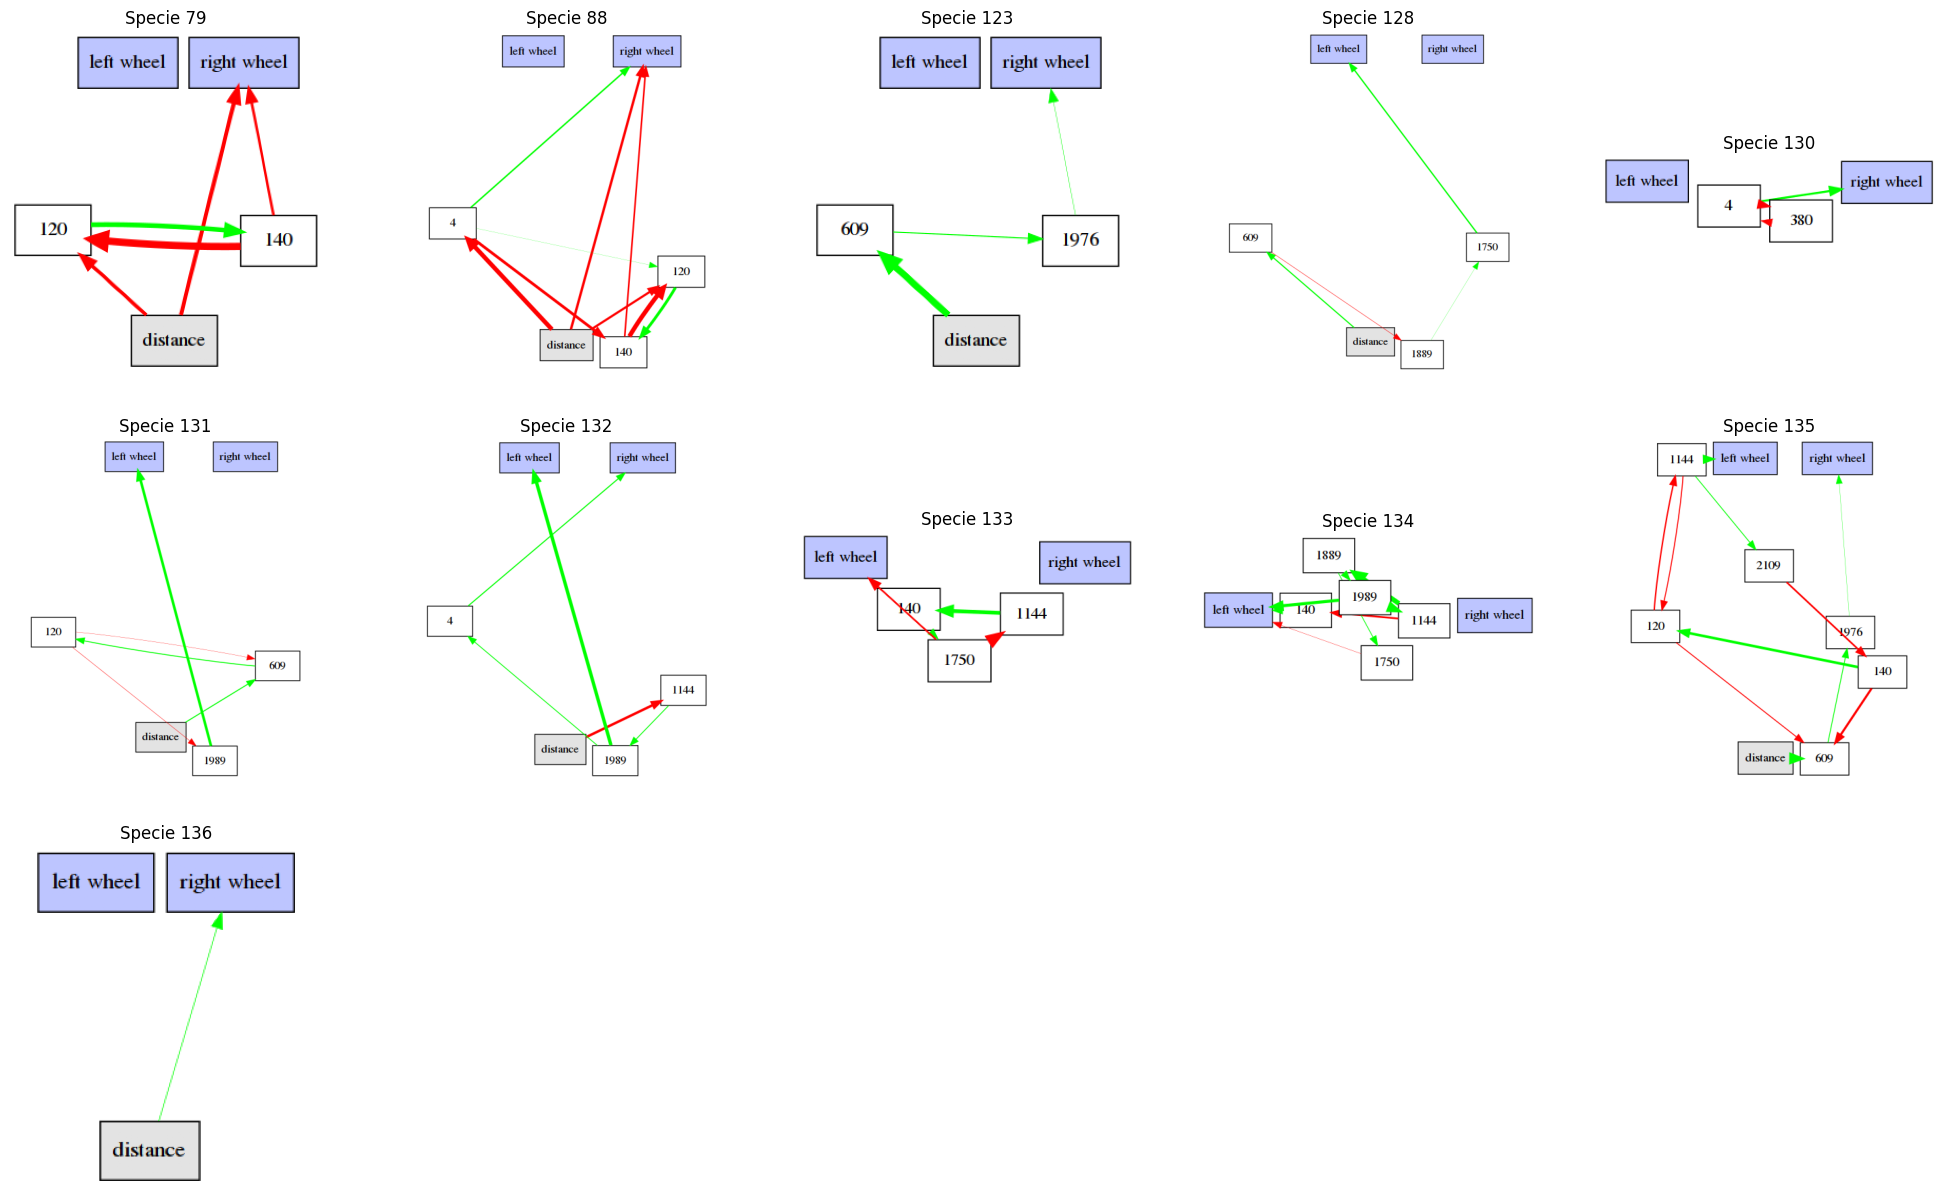 Specie 79
left wheel
right wheel
120
140
distance
Specie 88
left wheel
right wheel
4
120
distance
140
Specie 123
left wheel
right wheel
609
1976
distance
Specie 128
left wheel
right wheel
609
1750
distance
1889
Specie 130
left wheel
right wheel
4
380
Specie 131
left wheel
right wheel
120
609
distance
1989
Specie 132
left wheel
right wheel
4
1144
distance
1989
Specie 133
left wheel
right wheel
140
1144
1750
Specie 134
1889
1989
left wheel
140
1144
right wheel
1750
Specie 135
1144
left wheel
right wheel
2109
120
1976
140
distance
609
Specie 136
left wheel
right wheel
distance